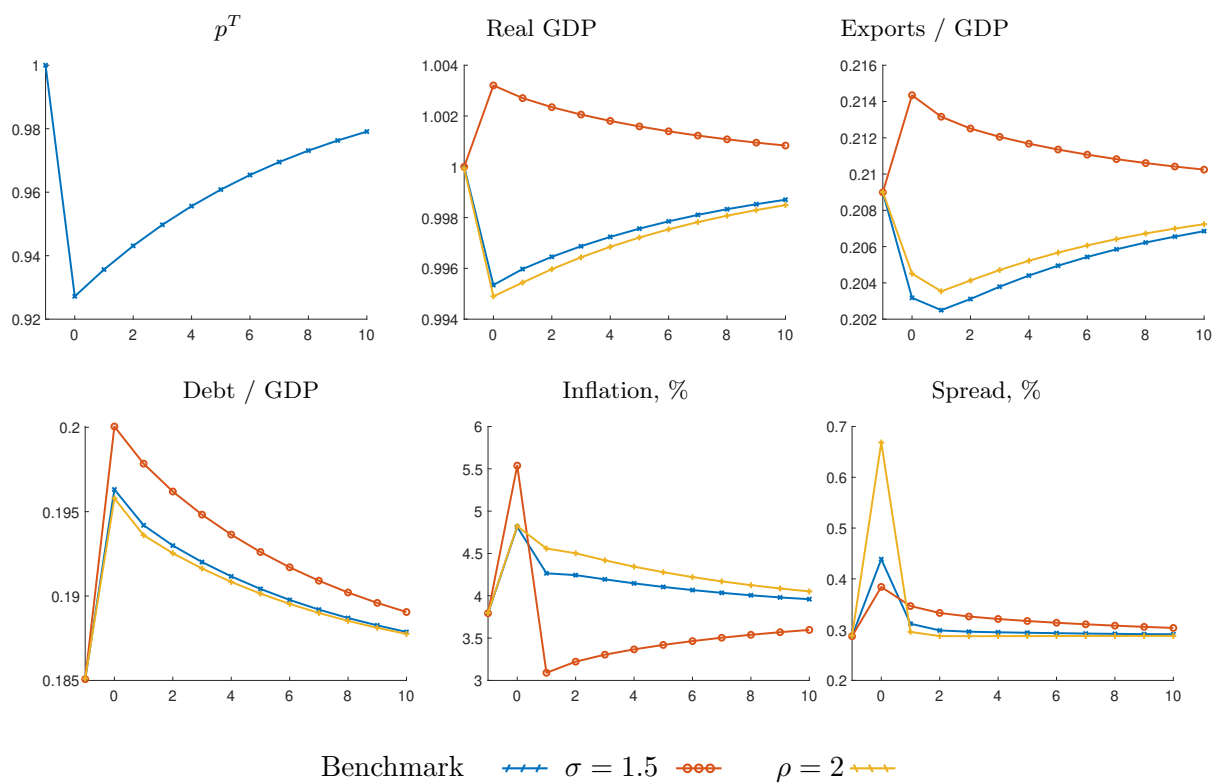 p^T
Real GDP
Exports / GDP
1
0.98
0.96
0.94
0.92
0 2 4 6 8 10
1.004
1.002
1
0.998
0.996
0.994
0 2 4 6 8 10
0.216
0.214
0.212
0.21
0.208
0.206
0.204
0.202
0 2 4 6 8 10
Debt / GDP
Inflation, %
Spread, %
0.2
0.195
0.19
0.185
0 2 4 6 8 10
6
5.5
5
4.5
4
3.5
3
0 2 4 6 8 10
0.7
0.6
0.5
0.4
0.3
0.2
0 2 4 6 8 10
Benchmark σ = 1.5 ρ = 2